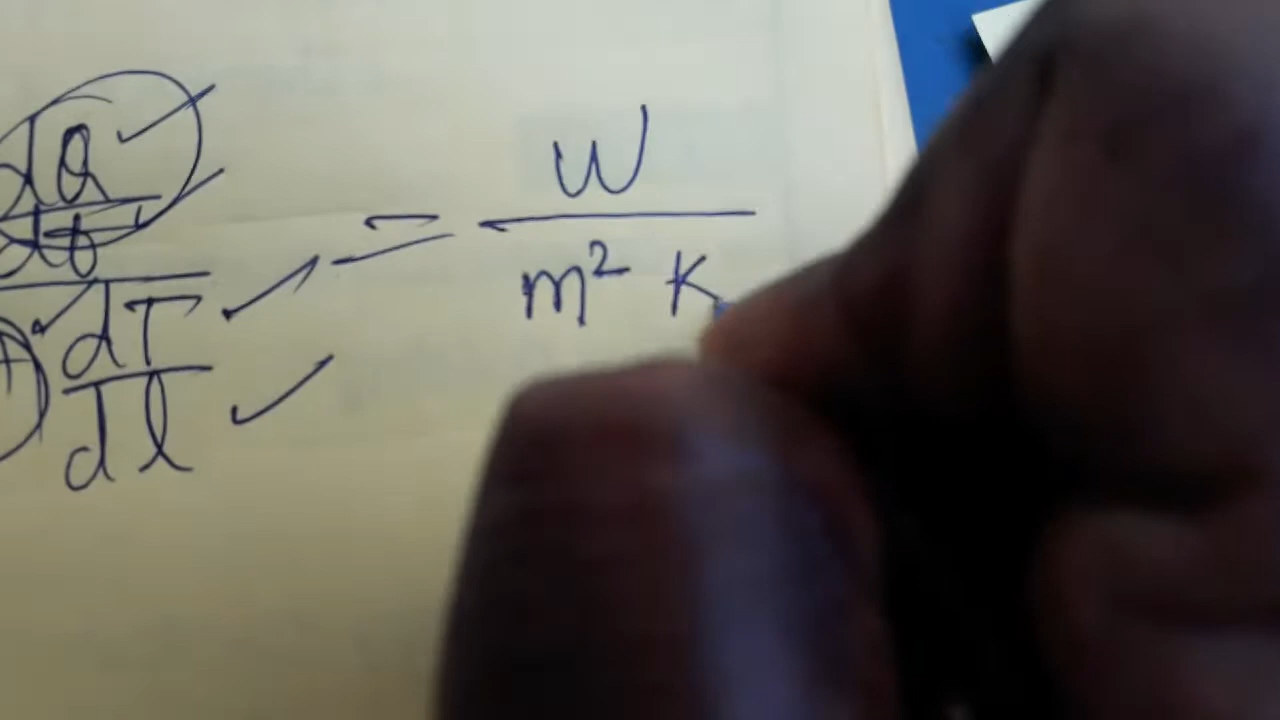 dQ
dt
A dT
dl
= W
m² K